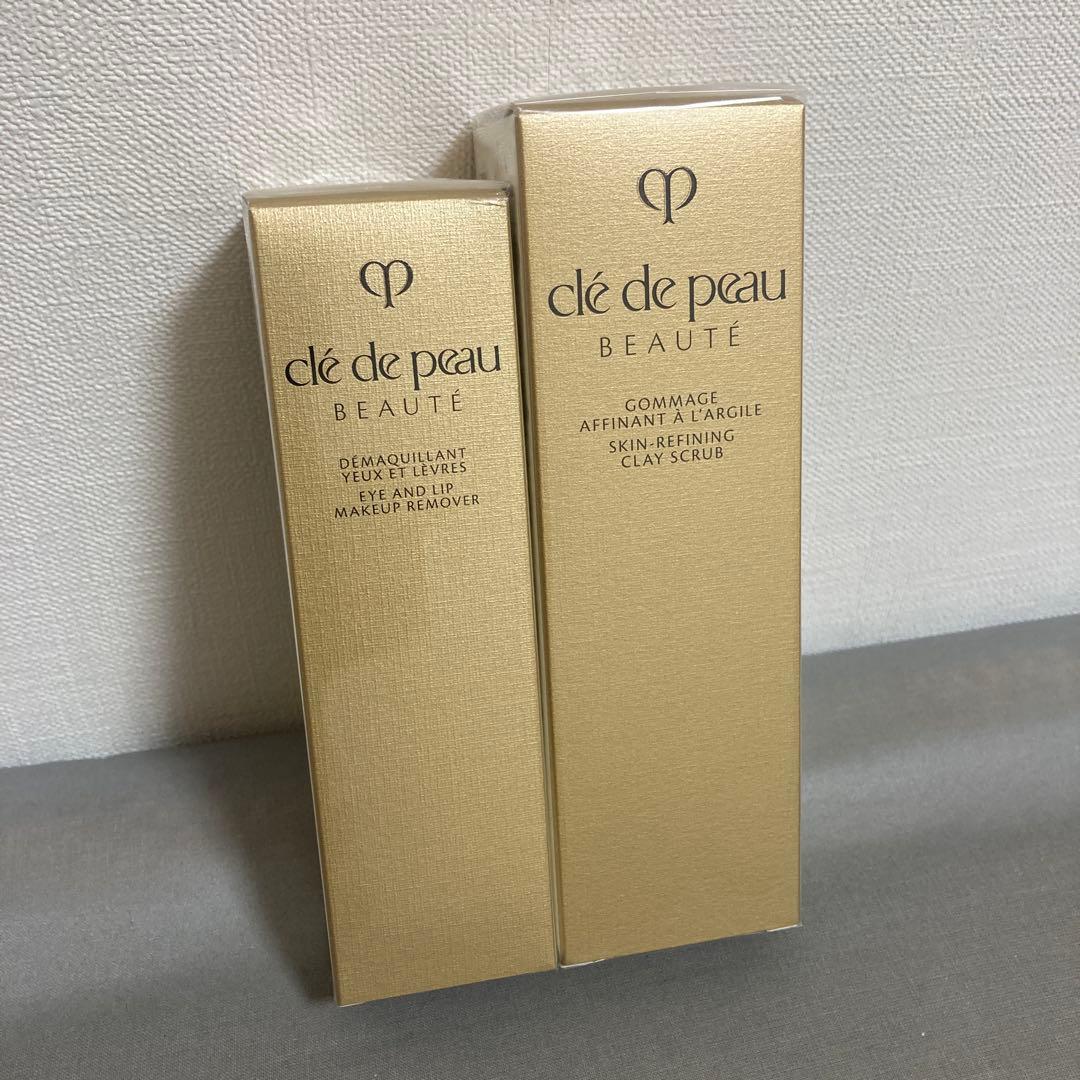 clé de peau
BEAUTÉ
DÉMAQUILLANT
YEUX ET LÈVRES
EYE AND LIP
MAKEUP REMOVER
clé de peau
BEAUTÉ
GOMMAGE
AFFINANT À L'ARGILE
SKIN-REFINING
CLAY SCRUB